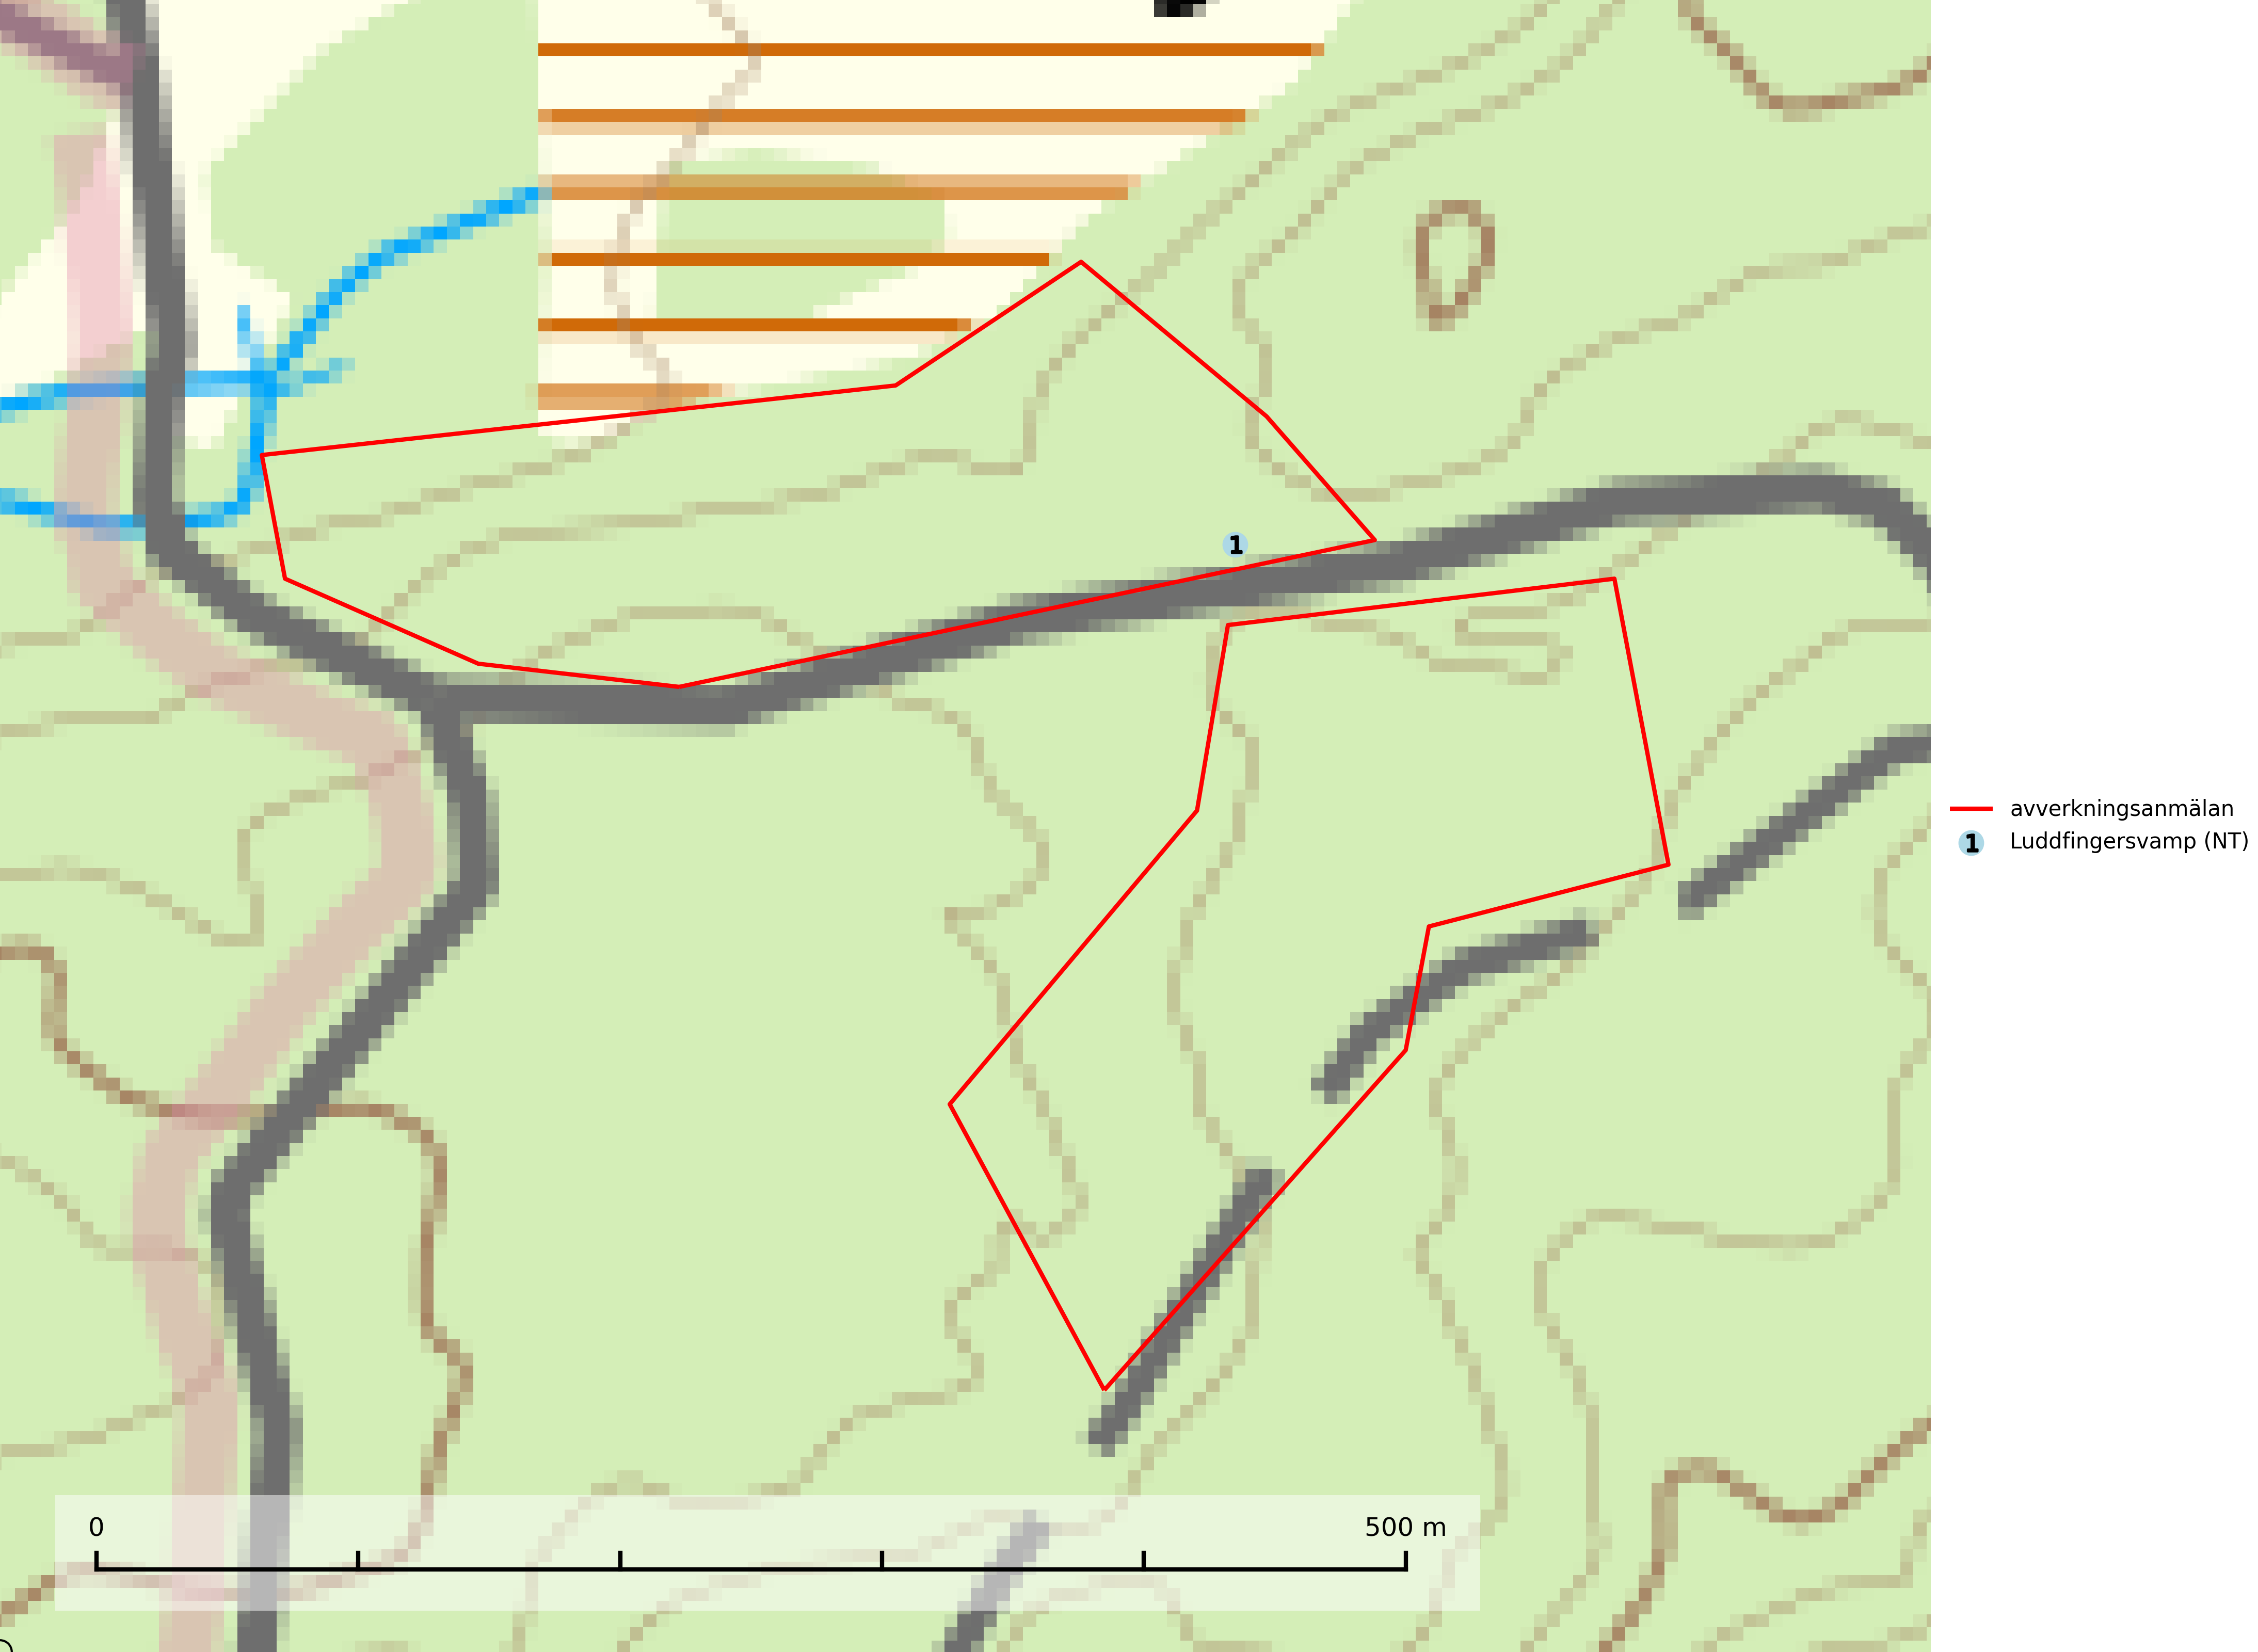 1
avverkningsanmälan
1 Luddfingersvamp (NT)
0 500 m